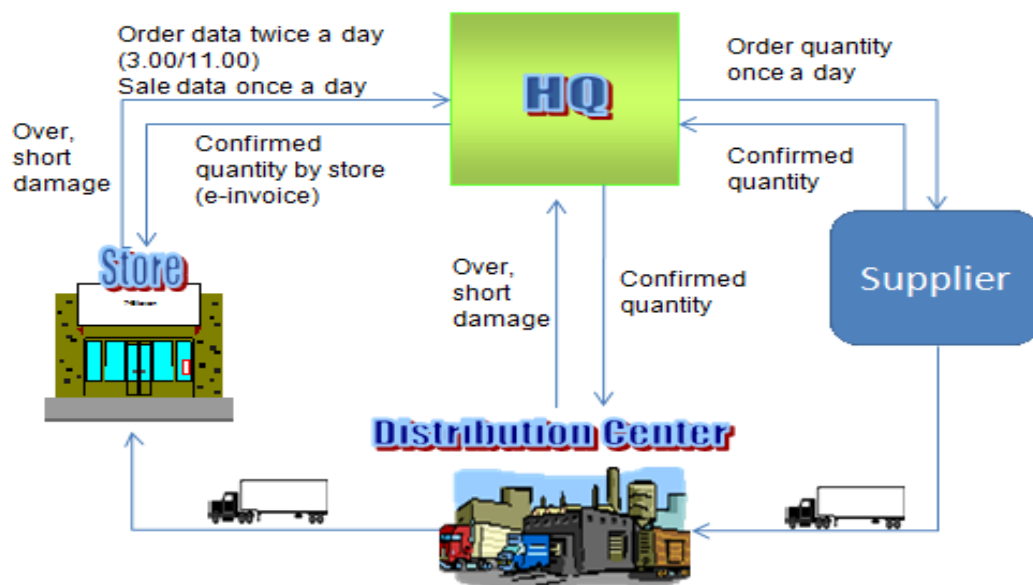 Order data twice a day
(3.00/11.00)
Sale data once a day
HQ
Order quantity
once a day
Over,
short
damage
Confirmed
quantity by store
(e-invoice)
Confirmed
quantity
Store
Over,
short
damage
Confirmed
quantity
Supplier
Distribution Center